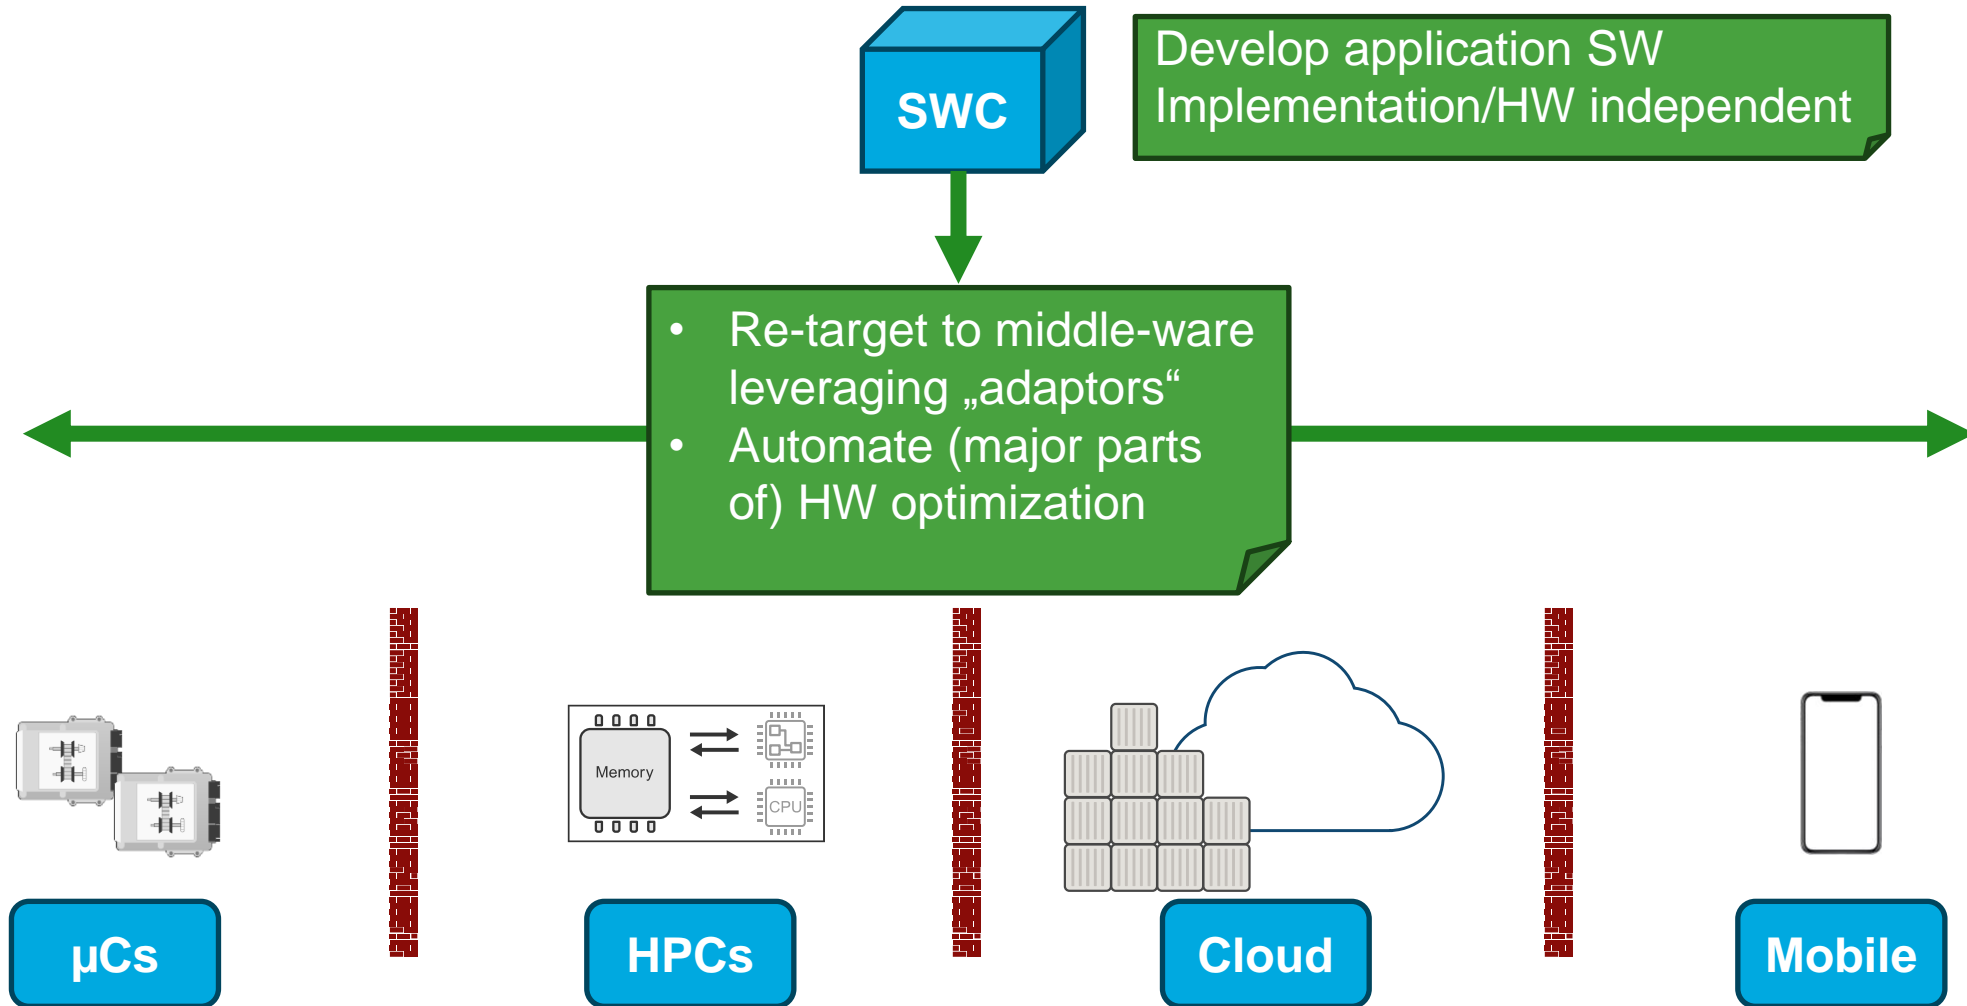 SWC
Develop application SW
Implementation/HW independent
• Re-target to middle-ware
leveraging „adaptors“
• Automate (major parts
of) HW optimization
Memory
CPU
µCs
HPCs
Cloud
Mobile